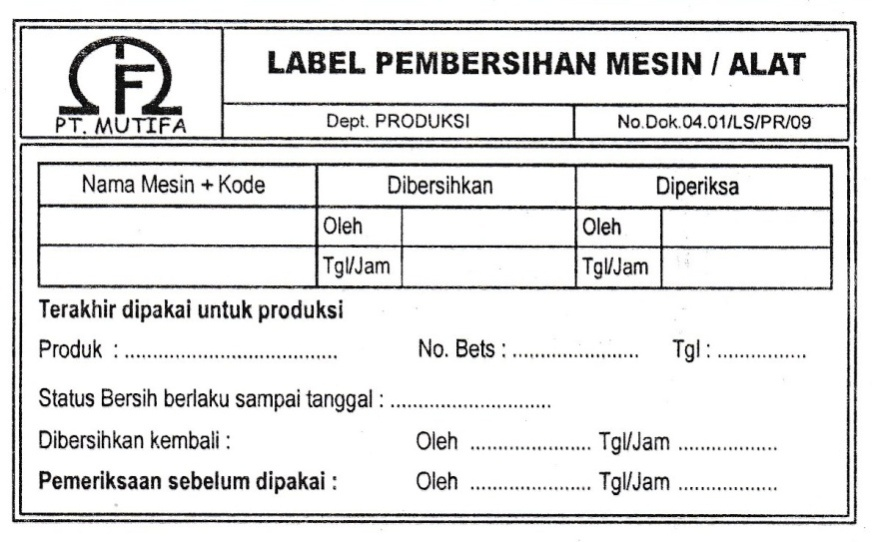 LABEL PEMBERSIHAN MESIN / ALAT
PT. MUTIFA
Dept. PRODUKSI No.Dok.04.01/LS/PR/09
Nama Mesin + Kode Dibersihkan Diperiksa
Oleh Oleh
Tgl/Jam Tgl/Jam
Terakhir dipakai untuk produksi
Produk : ...................................... No. Bets : ....................... Tgl : ................
Status Bersih berlaku sampai tanggal : .............................
Dibersihkan kembali : Oleh ...................... Tgl/Jam ..................
Pemeriksaan sebelum dipakai : Oleh ...................... Tgl/Jam ..................